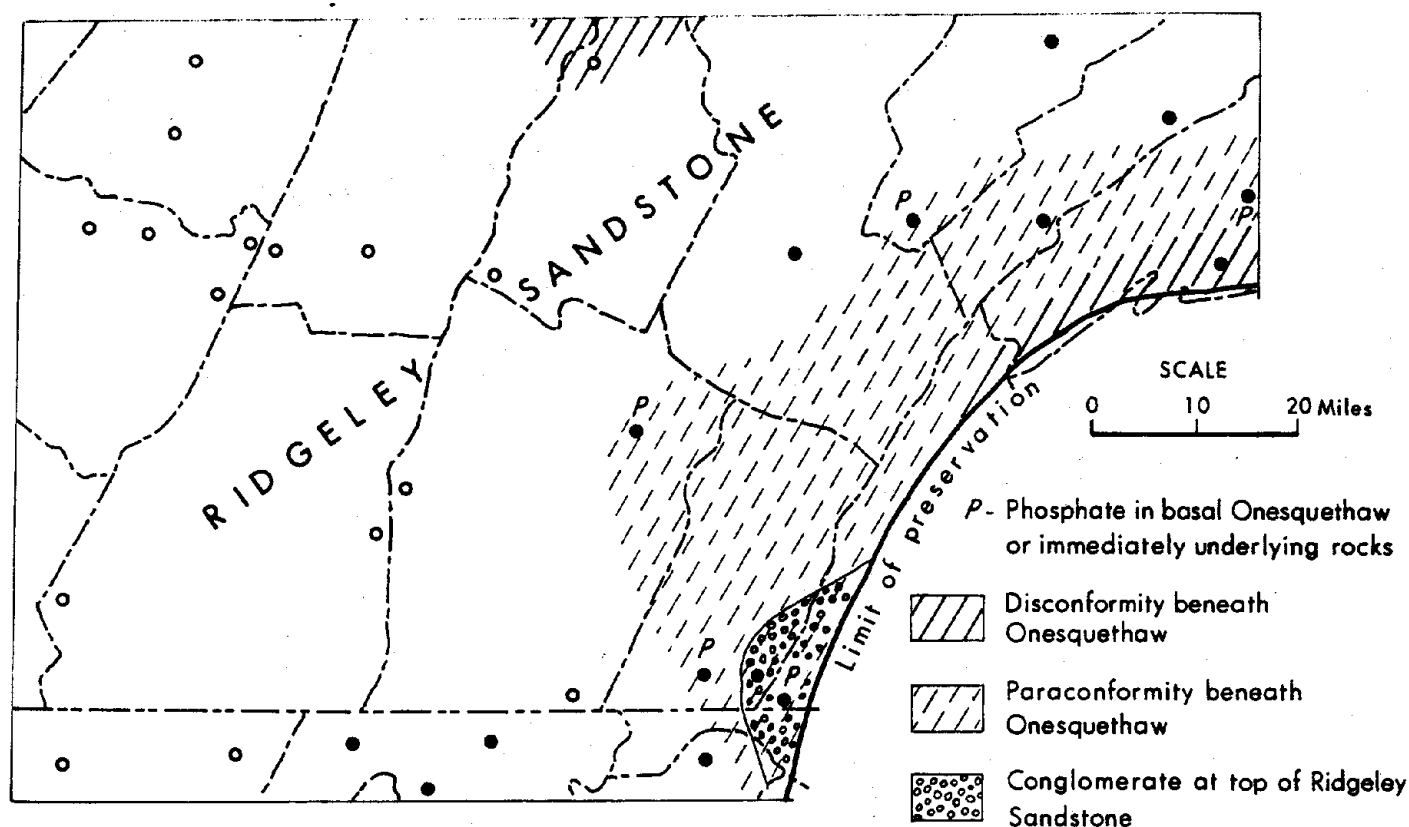 RIDGELEY SANDSTONE
P
P
P
P
P
Limit of preservation
SCALE
0 10 20 Miles
P - Phosphate in basal Onesquethaw
or immediately underlying rocks
Disconformity beneath
Onesquethaw
Paraconformity beneath
Onesquethaw
Conglomerate at top of Ridgeley
Sandstone